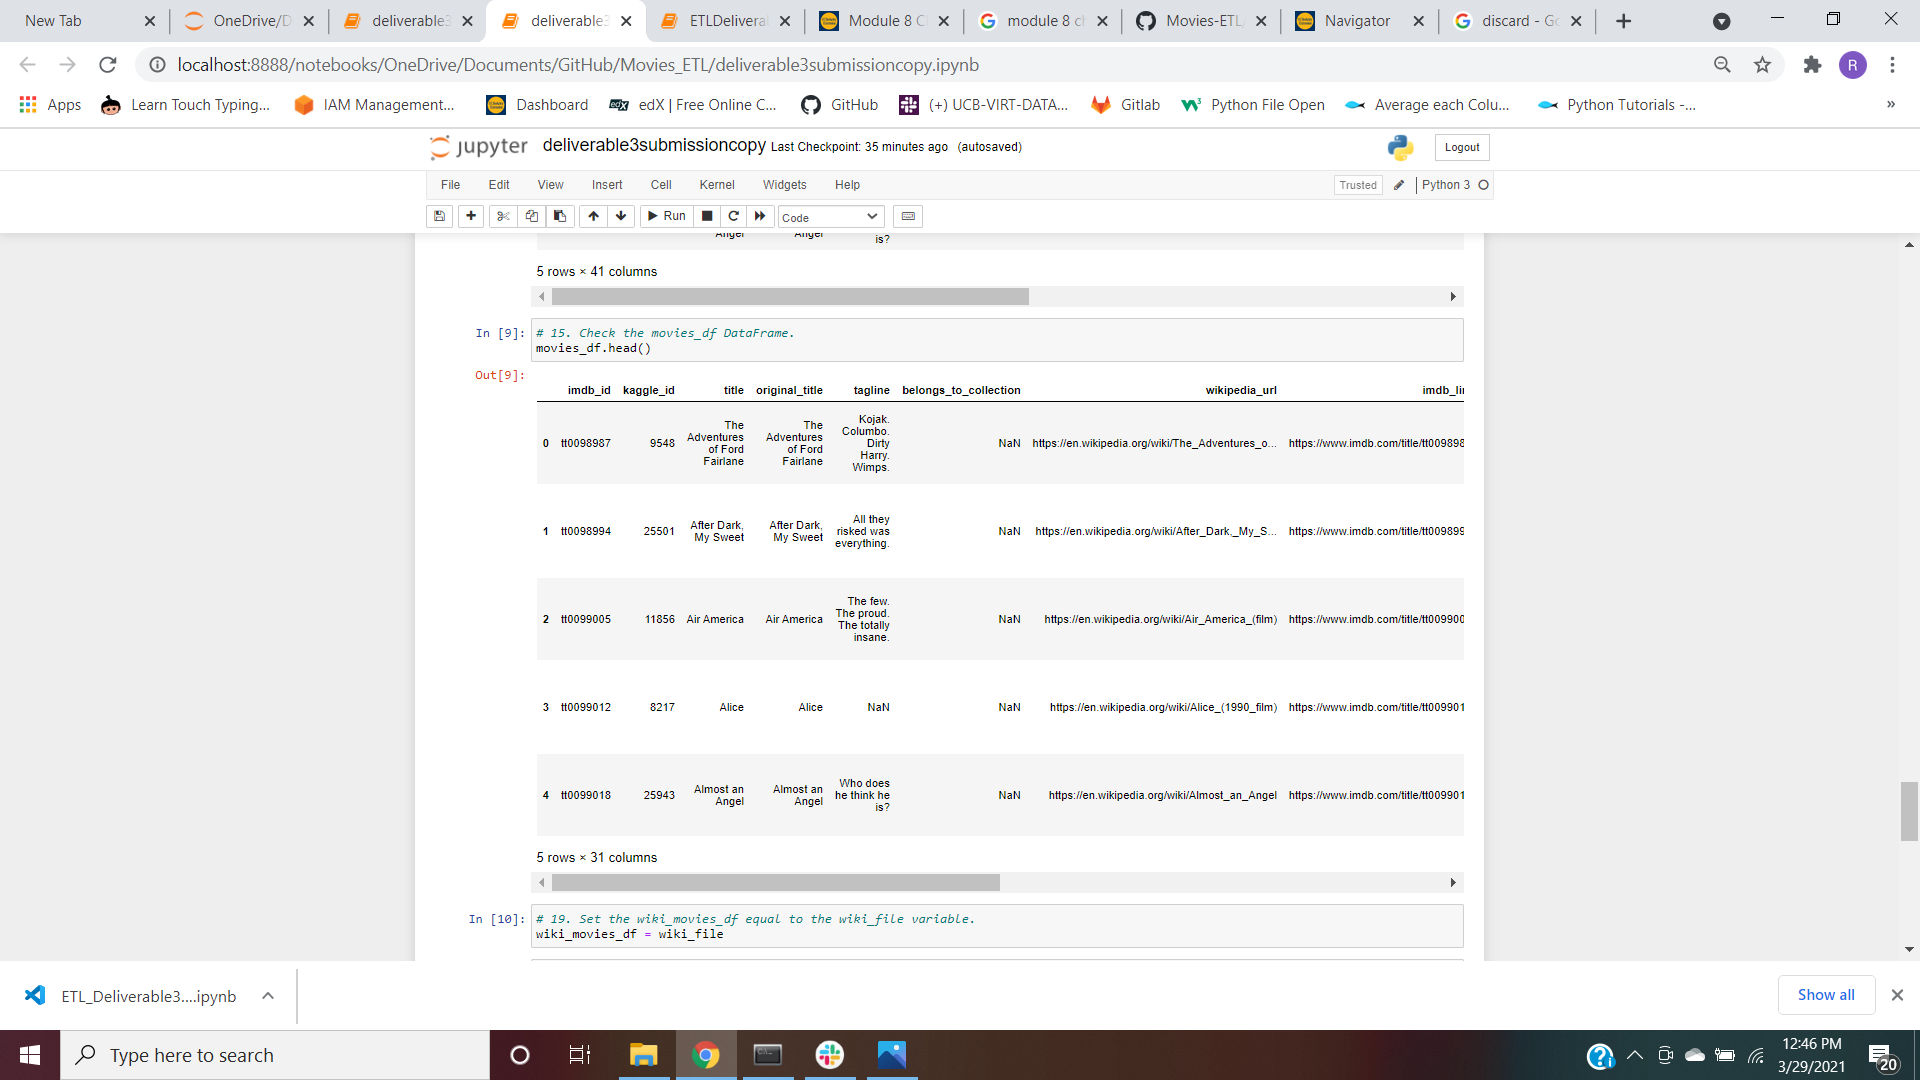 New Tab
OneDrive/D
deliverable3
deliverable3
ETLDeliveral
Module 8 C
module 8 ch
Movies-ETL
Navigator
discard - Go
localhost:8888/notebooks/OneDrive/Documents/GitHub/Movies_ETL/deliverable3submissioncopy.ipynb
R
Apps
Learn Touch Typing...
IAM Management...
Dashboard
edX
edX | Free Online C...
GitHub
(+) UCB-VIRT-DATA...
Gitlab
Python File Open
Average each Colu...
Python Tutorials -...
»
jupyter
deliverable3submissioncopy Last Checkpoint: 35 minutes ago (autosaved)
Logout
File Edit View Insert Cell Kernel Widgets Help
Trusted
Python 3
Run
Code
Angel Angel is?
5 rows × 41 columns
In [9]:
# 15. Check the movies_df DataFrame.
movies_df.head()
Out[9]:
imdb_id kaggle_id title original_title tagline belongs_to_collection wikipedia_url imdb_lin
0 tt0098987 9548 The Adventures of Ford Fairlane The Adventures of Ford Fairlane Kojak. Columbo. Dirty Harry. Wimps. NaN https://en.wikipedia.org/wiki/The_Adventures_o... https://www.imdb.com/title/tt009898
1 tt0098994 25501 After Dark, My Sweet After Dark, My Sweet All they risked was everything. NaN https://en.wikipedia.org/wiki/After_Dark,_My_S... https://www.imdb.com/title/tt009899
2 tt0099005 11856 Air America Air America The few. The proud. The totally insane. NaN https://en.wikipedia.org/wiki/Air_America_(film) https://www.imdb.com/title/tt009900
3 tt0099012 8217 Alice Alice NaN NaN https://en.wikipedia.org/wiki/Alice_(1990_film) https://www.imdb.com/title/tt009901
4 tt0099018 25943 Almost an Angel Almost an Angel Who does he think he is? NaN https://en.wikipedia.org/wiki/Almost_an_Angel https://www.imdb.com/title/tt009901
5 rows × 31 columns
In [10]:
# 19. Set the wiki_movies_df equal to the wiki_file variable.
wiki_movies_df = wiki_file
ETL_Deliverable3....ipynb
Show all
Type here to search
12:46 PM
3/29/2021
20